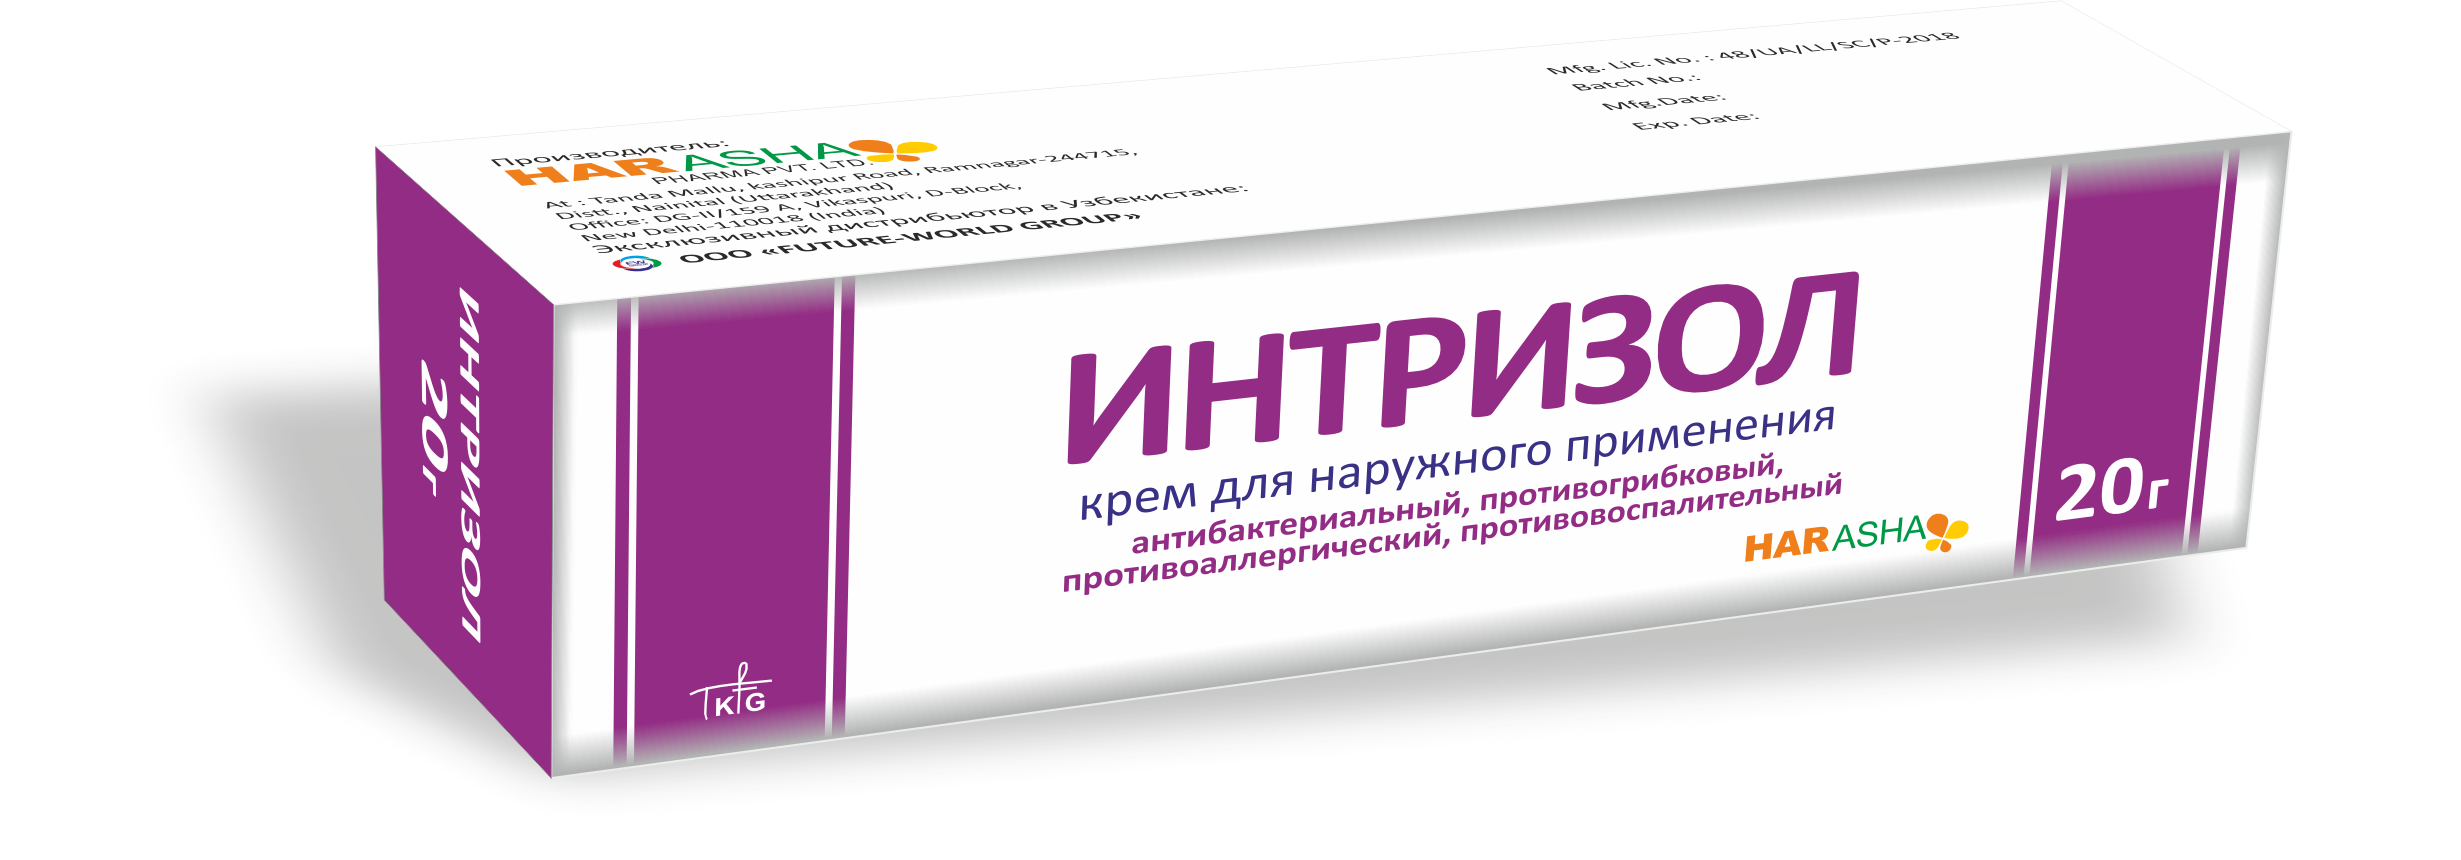 Производитель:
HARASHA
PHARMA PVT. LTD.
At : Tanda Mallu, kashipur Road, Ramnagar-244715,
Distt., Nainital (Uttarakhand)
Office: DG-II/159 A, Vikaspuri, D-Block,
New Delhi-110018 (India)
Эксклюзивный дистрибьютор в Узбекистане:
FW
ООО «FUTURE-WORLD GROUP»
Mfg. Lic. No. : 48/UA/LL/SC/P-2018
Batch No.:
Mfg.Date:
Exp. Date:
ИНТРИЗОЛ
20г
ИНТРИЗОЛ
крем для наружного применения
антибактериальный, противогрибковый,
противоаллергический, противовоспалительный
HARASHA
20г
KfG